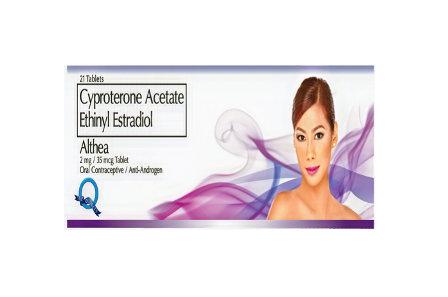 21 Tablets
Cyproterone Acetate
Ethinyl Estradiol
Althea
2 mg / 35 mcg Tablet
Oral Contraceptive / Anti-Androgen
Q